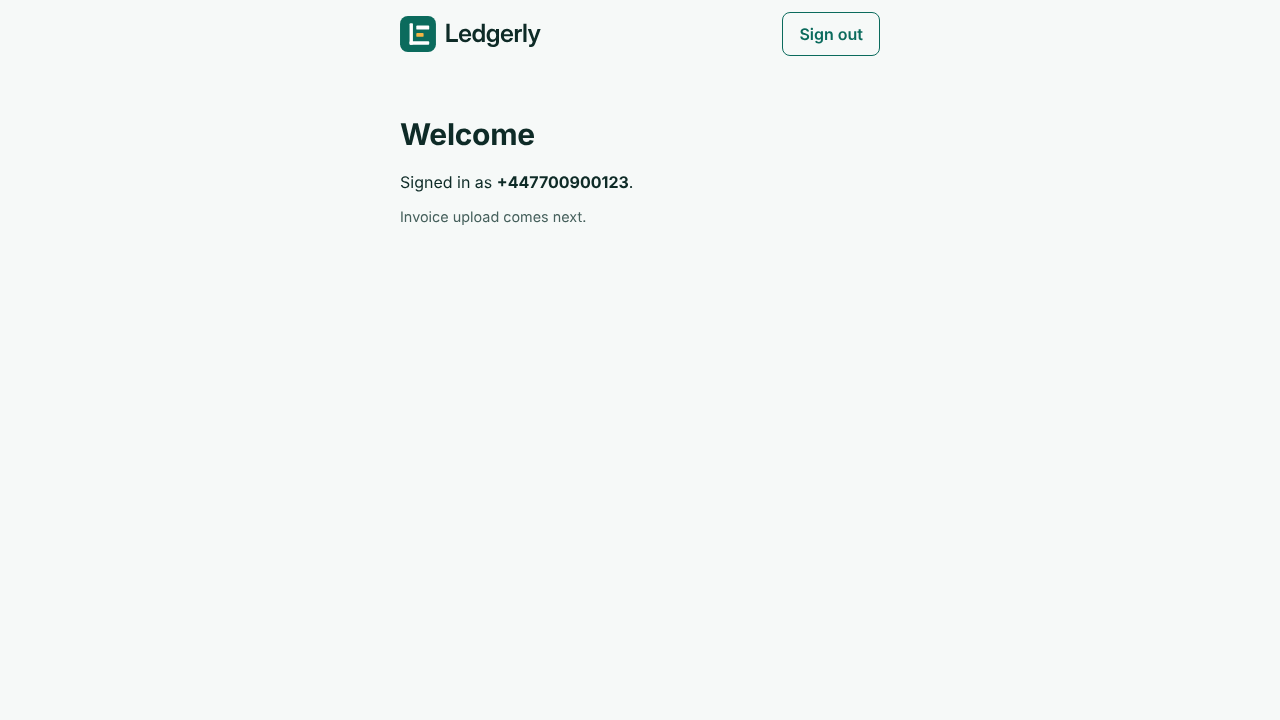 Ledgerly
Sign out
Welcome
Signed in as +447700900123.
Invoice upload comes next.